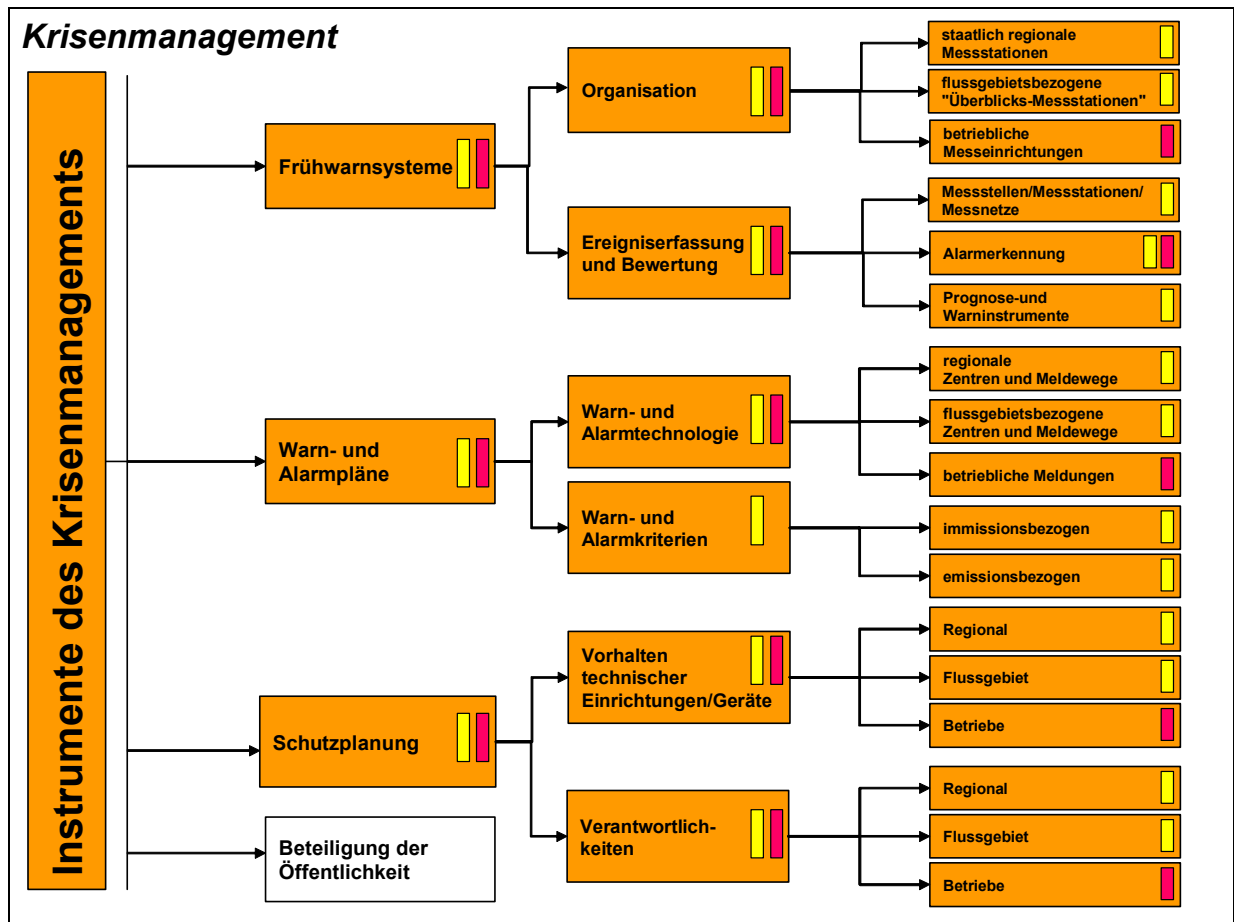 Krisenmanagement
Instrumente des Krisenmanagements
Frühwarnsysteme
Organisation
staatlich regionale
Messstationen
flussgebietsbezogene
"Überblicks-Messstationen"
betriebliche
Messeinrichtungen
Ereigniserfassung
und Bewertung
Messstellen/Messstationen/
Messnetze
Alarmerkennung
Prognose-und
Warninstrumente
Warn- und
Alarmpläne
Warn- und
Alarmtechnologie
regionale
Zentren und Meldewege
flussgebietsbezogene
Zentren und Meldewege
betriebliche Meldungen
Warn- und
Alarmkriterien
immissionsbezogen
emissionsbezogen
Schutzplanung
Vorhalten
technischer
Einrichtungen/Geräte
Regional
Flussgebiet
Betriebe
Verantwortlich-
keiten
Regional
Flussgebiet
Betriebe
Beteiligung der
Öffentlichkeit